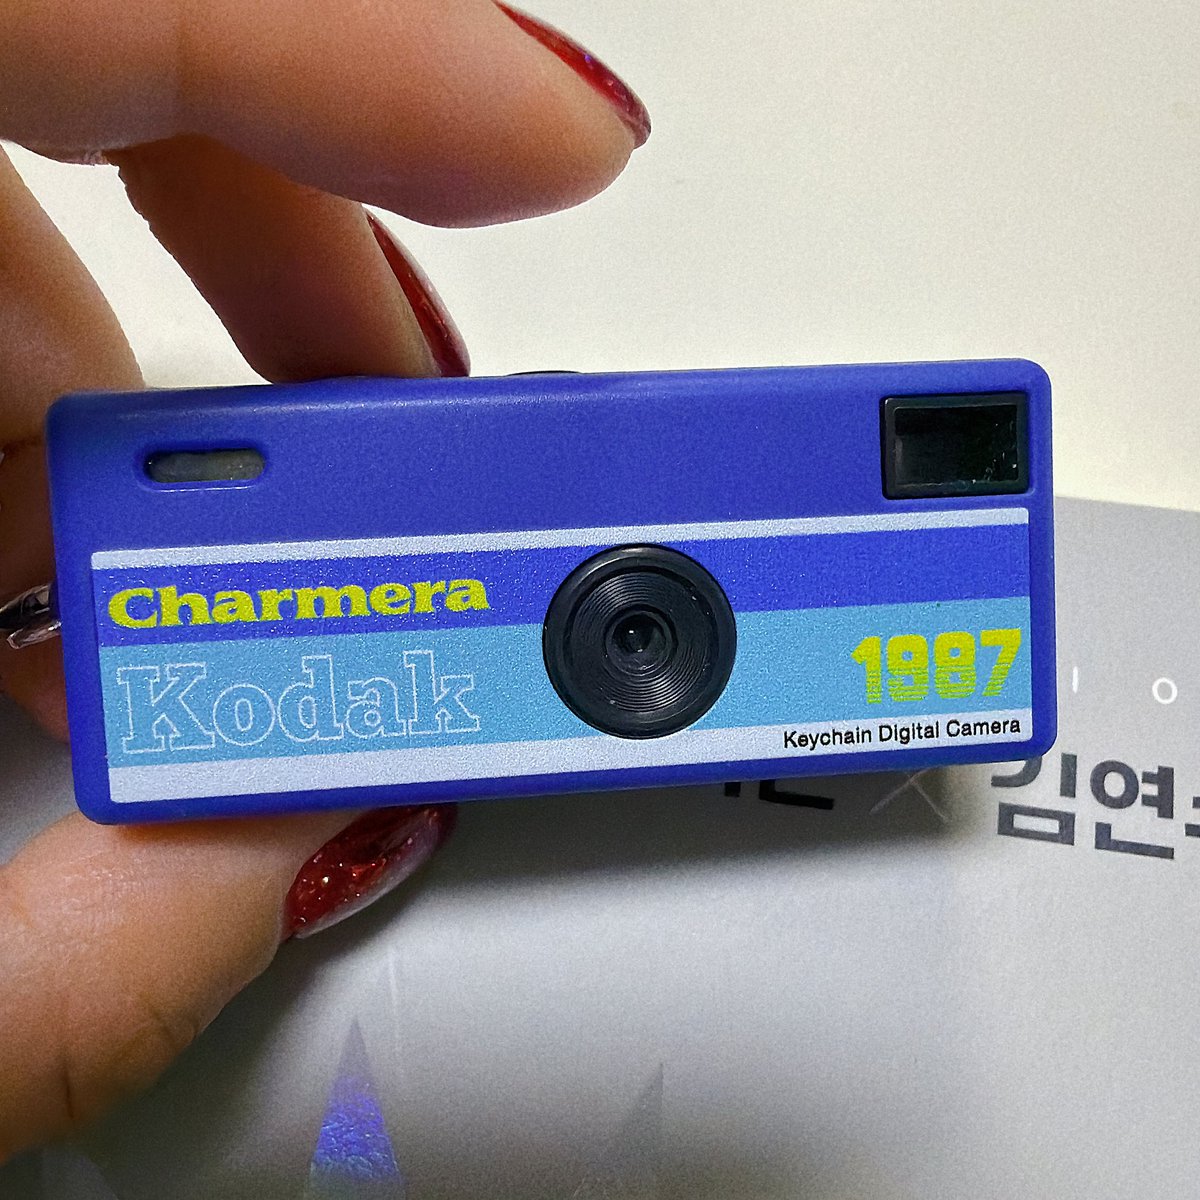 Charmera
Kodak
1987
Keychain Digital Camera
김연